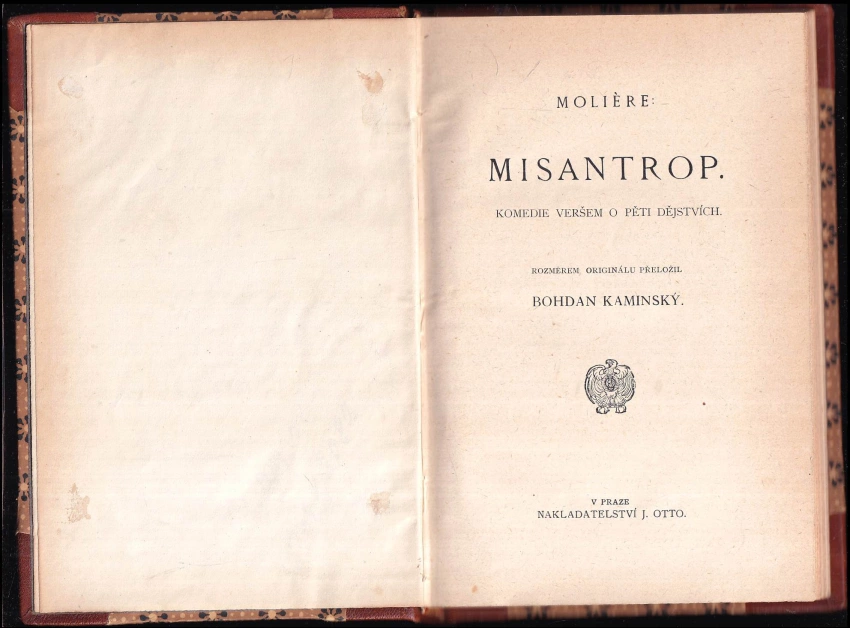 MOLIÈRE:
MISANTROP.
KOMEDIE VERŠEM O PĚTI DĚJSTVÍCH.
ROZMĚREM ORIGINÁLU PŘELOŽIL
BOHDAN KAMINSKÝ.
V PRAZE
NAKLADATELSTVÍ J. OTTO.